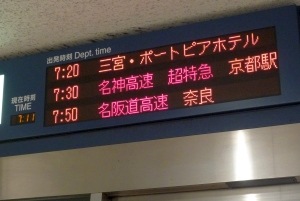 出発時刻 Dept. time
7:20 三宮・ポートピアホテル
7:30 名神高速 超特急 京都駅
7:50 名阪道高速 奈良
現在時刻
TIME
7:11